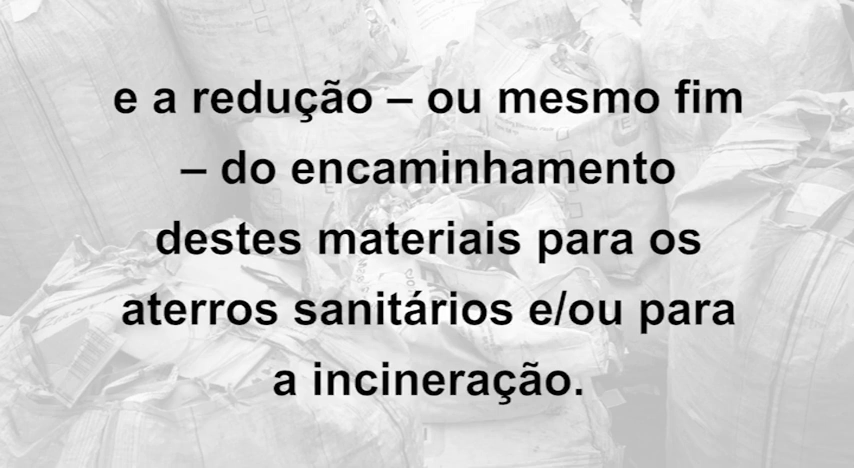 e a redução – ou mesmo fim
– do encaminhamento
destes materiais para os
aterros sanitários e/ou para
a incineração.